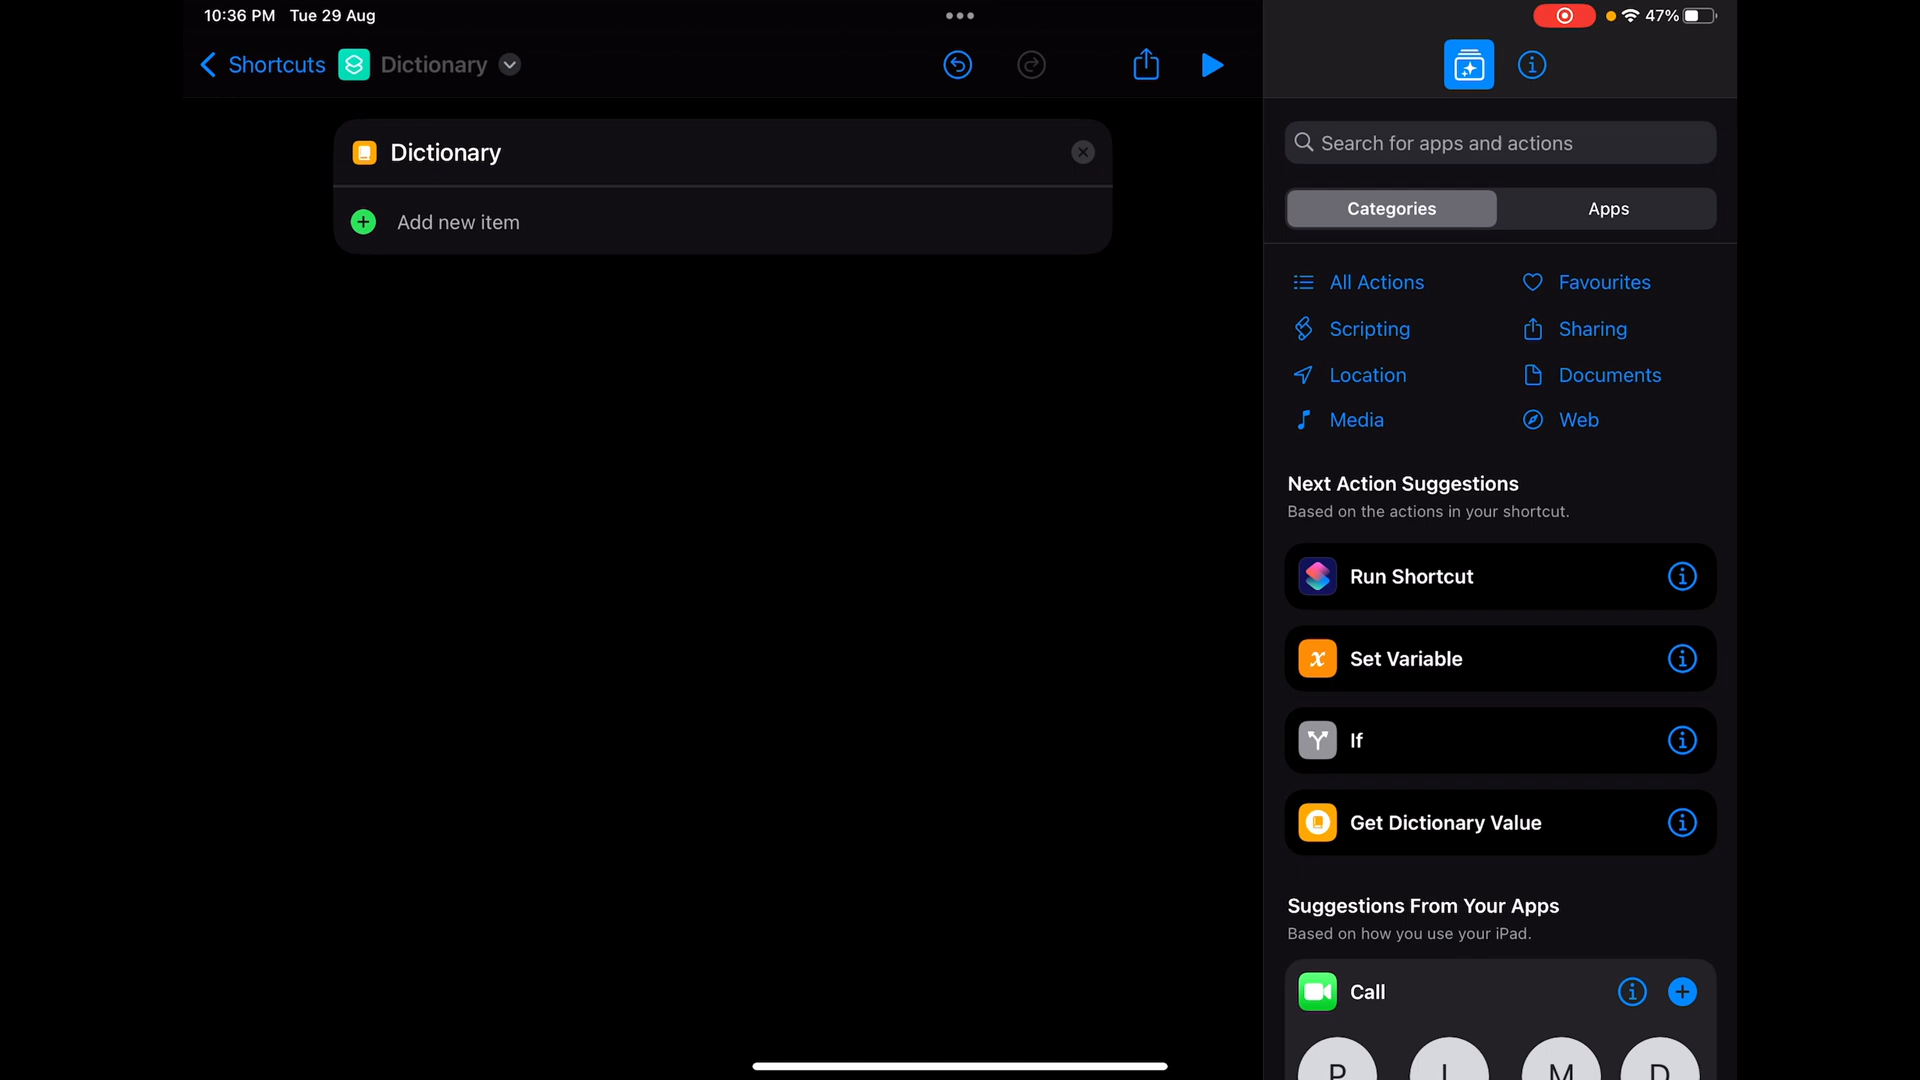 10:36 PM Tue 29 Aug
47%
Shortcuts Dictionary
Dictionary
Add new item
Search for apps and actions
Categories Apps
All Actions Favourites
Scripting Sharing
Location Documents
Media Web
Next Action Suggestions
Based on the actions in your shortcut.
Run Shortcut
x Set Variable
If
Get Dictionary Value
Suggestions From Your Apps
Based on how you use your iPad.
Call
P M D